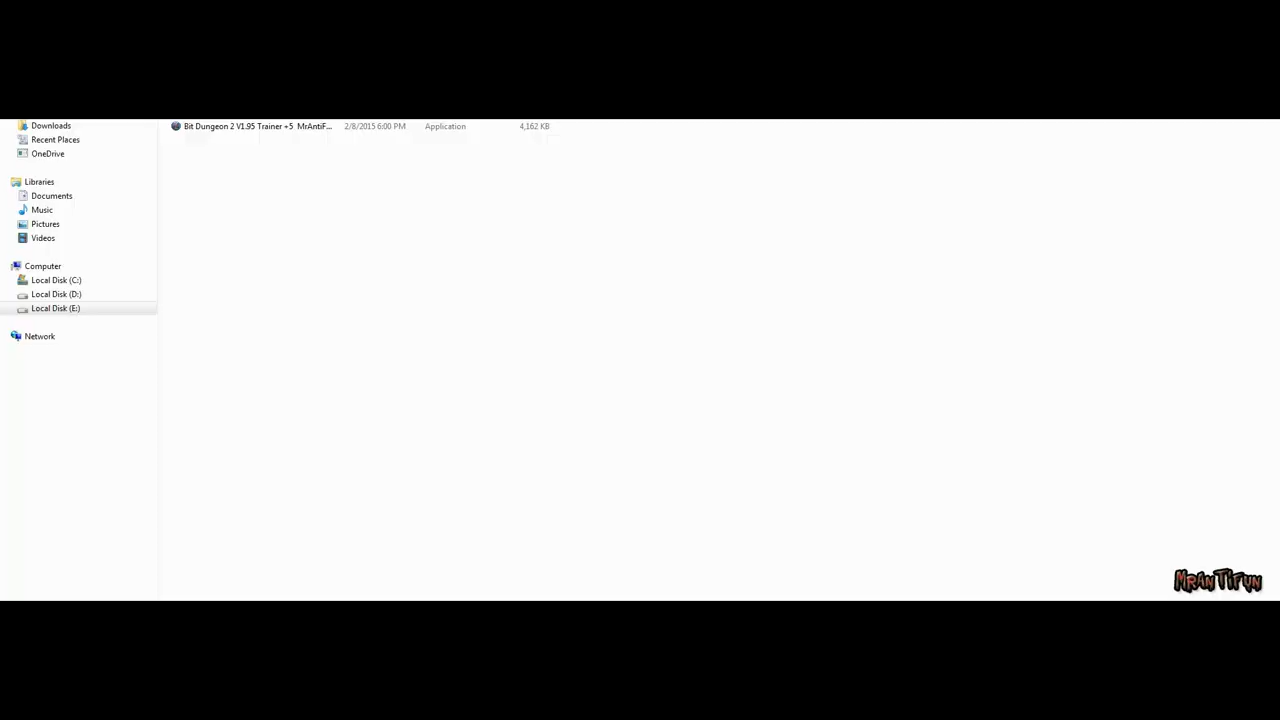 Downloads
Bit Dungeon 2 V1.95 Trainer +5  MrAntiF... 2/8/2015 6:00 PM Application 4,162 KB
Recent Places
OneDrive
Libraries
Documents
Music
Pictures
Videos
Computer
Local Disk (C:)
Local Disk (D:)
Local Disk (E:)
Network
MrAnTiFun